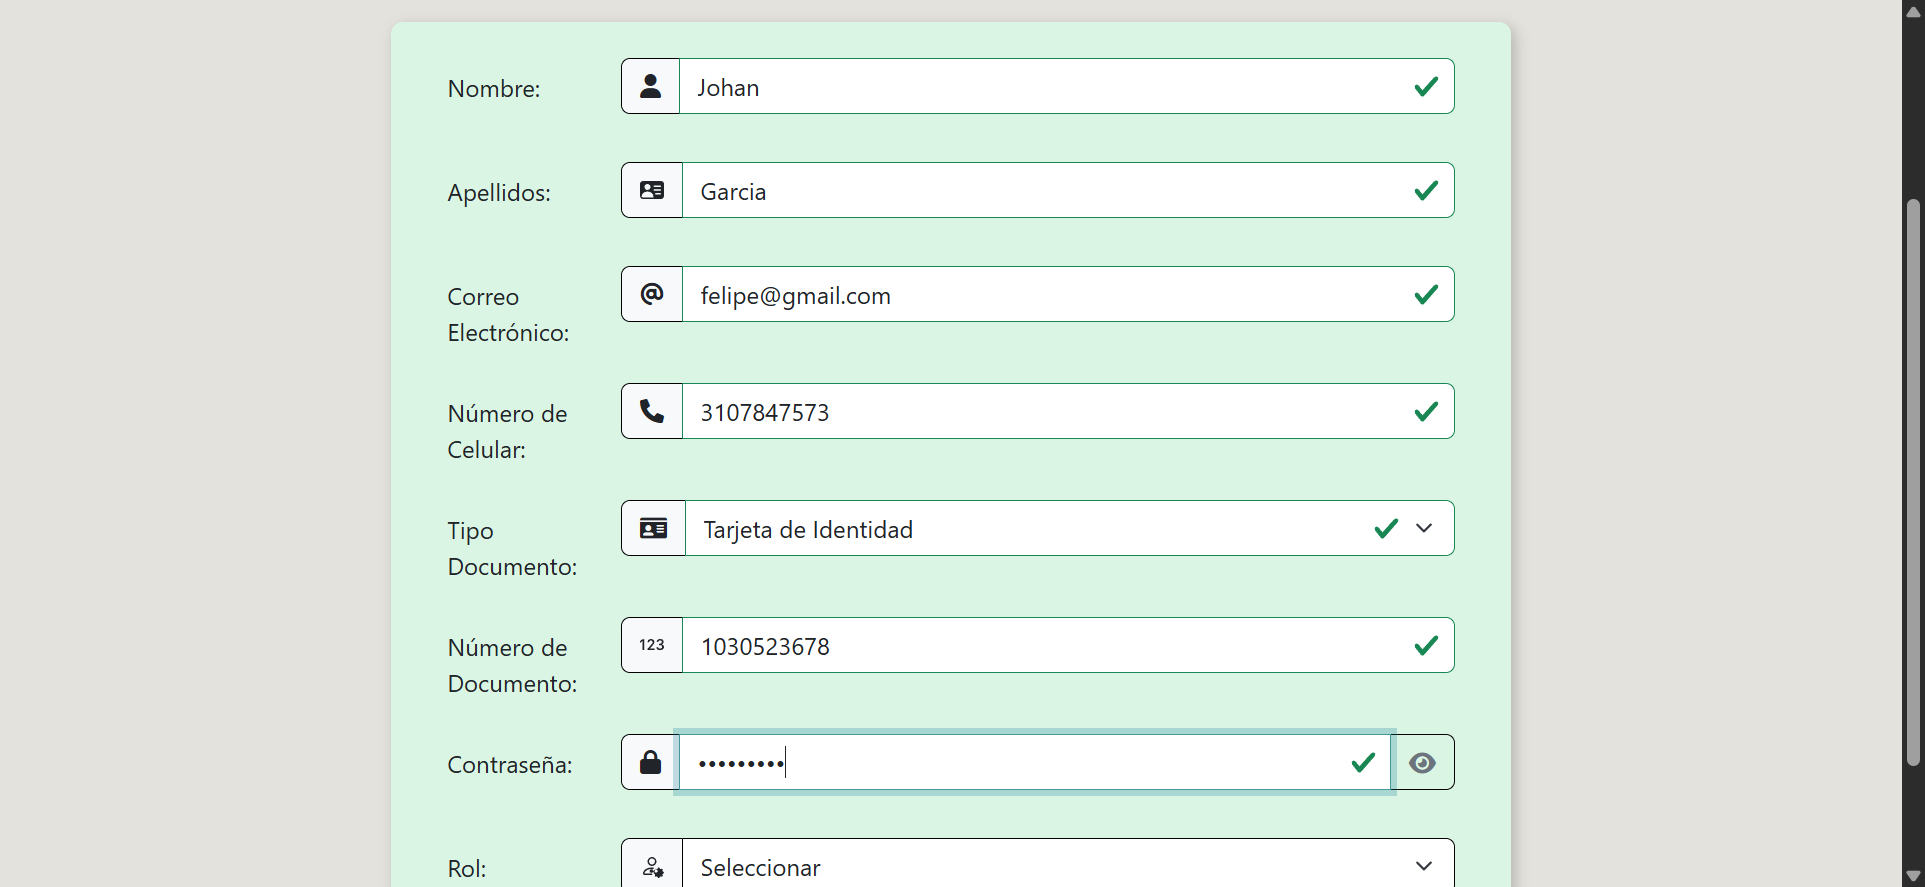 Nombre:
Johan
Apellidos:
Garcia
Correo
Electrónico:
felipe@gmail.com
Número de
Celular:
3107847573
Tipo
Documento:
Tarjeta de Identidad
Número de
Documento:
123
1030523678
Contraseña:
•••••••••
Rol:
Seleccionar